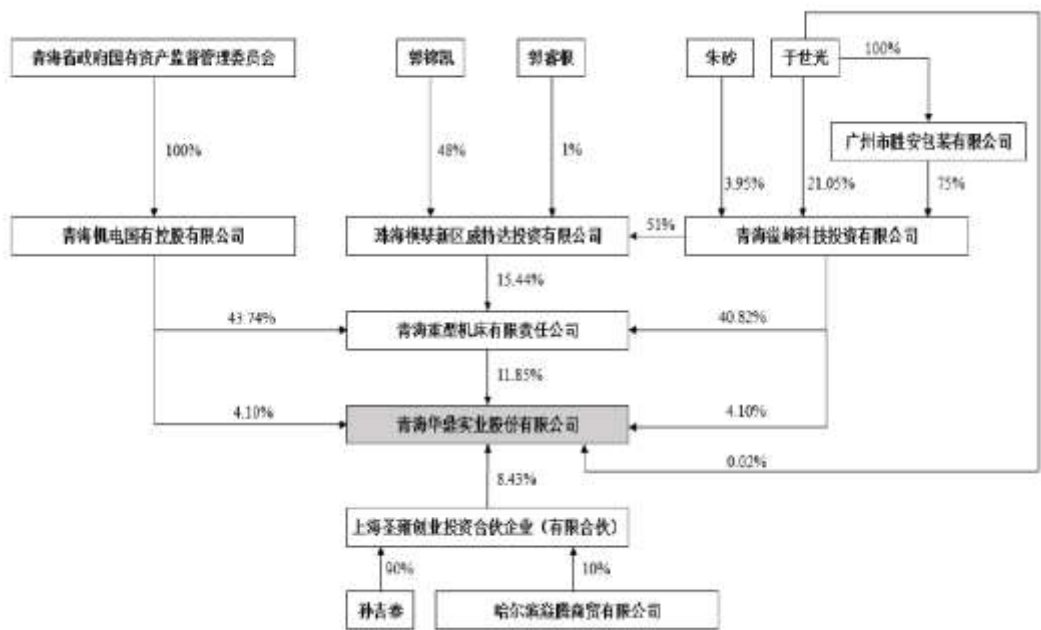 青海省政府国有资产监督管理委员会
郭锦凯
郭睿
朱砂
于世光
100%
广州市胜安包装有限公司
100%
48%
1%
3.95%
21.05%
75%
青海机电国有控股有限公司
珠海横琴新区威特达投资有限公司
51%
青海溢峰科技投资有限公司
15.44%
43.74%
青海重型机床有限责任公司
40.82%
11.85%
4.10%
青海华鼎实业股份有限公司
4.10%
0.02%
8.43%
上海圣雍创业投资合伙企业（有限合伙）
90%
10%
孙吉泰
哈尔滨焱腾商贸有限公司